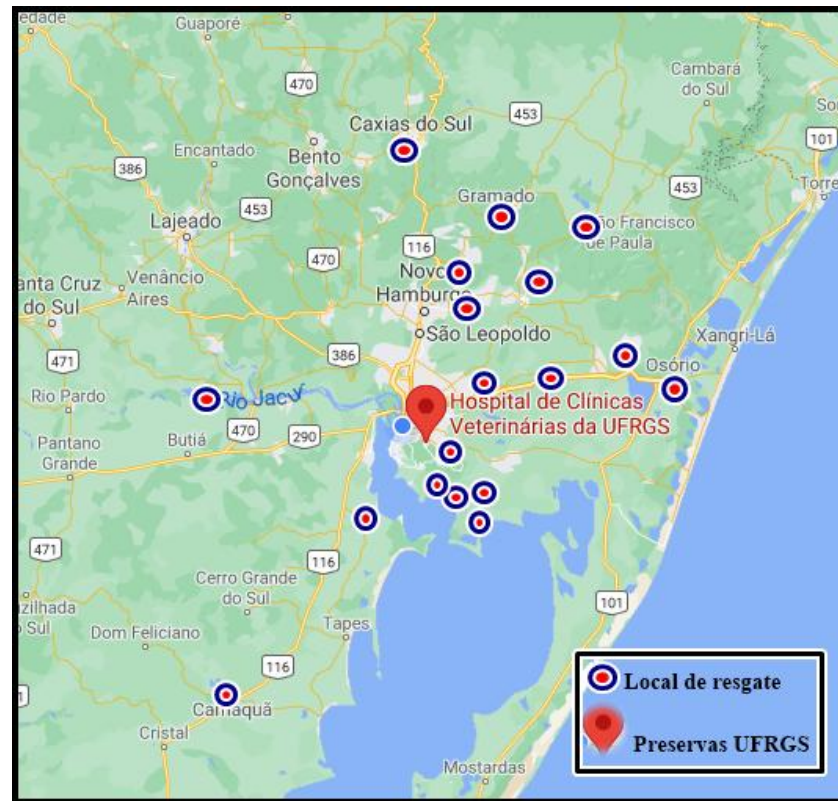 edade
Guaporé
Cambará
do Sul
470
453
101
Caxias do Sul
Encantado
Bento
Gonçalves
386
Torre
453
453
Gramado
Lajeado
São Francisco
de Paula
116
470
Novo
Hamburgo
anta Cruz
do Sul
Venâncio
Aires
São Leopoldo
Xangri-Lá
471
386
Osório
Rio Pardo
Rio Jacuí
Hospital de Clínicas
Veterinárias da UFRGS
Butiá
470
290
Pantano
Grande
471
116
Cerro Grande
do Sul
101
zilhada
o Sul
Dom Feliciano
Tapes
116
Camaquã
Cristal
Mostardas
Local de resgate
Preservas UFRGS